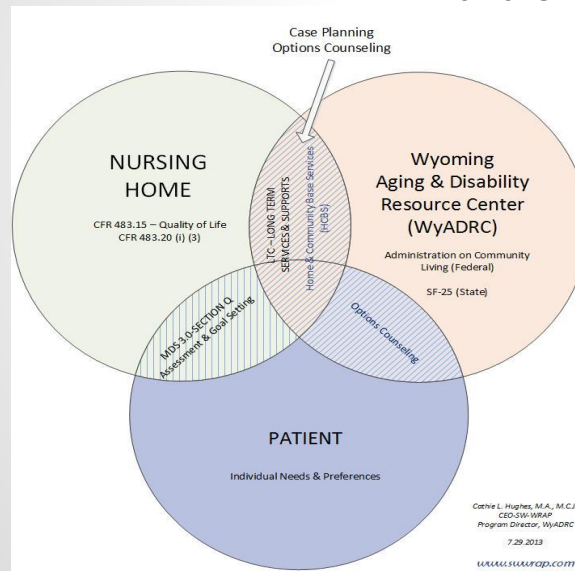 Case Planning
Options Counseling
NURSING
HOME
CFR 483.15 – Quality of Life
CFR 483.20 (i) (3)
LTC – LONG TERM
SERVICES & SUPPORTS
Home & Community Base Services
(HCBS)
Wyoming
Aging & Disability
Resource Center
(WyADRC)
Administration on Community
Living (Federal)
SF-25 (State)
MDS 3.0-SECTION Q
Assessment & Goal Setting
Options Counseling
PATIENT
Individual Needs & Preferences
Cathie L. Hughes, M.A., M.C.J.
CEO-SW-WRAP
Program Director, WyADRC
7.29.2013
www.swwrap.com